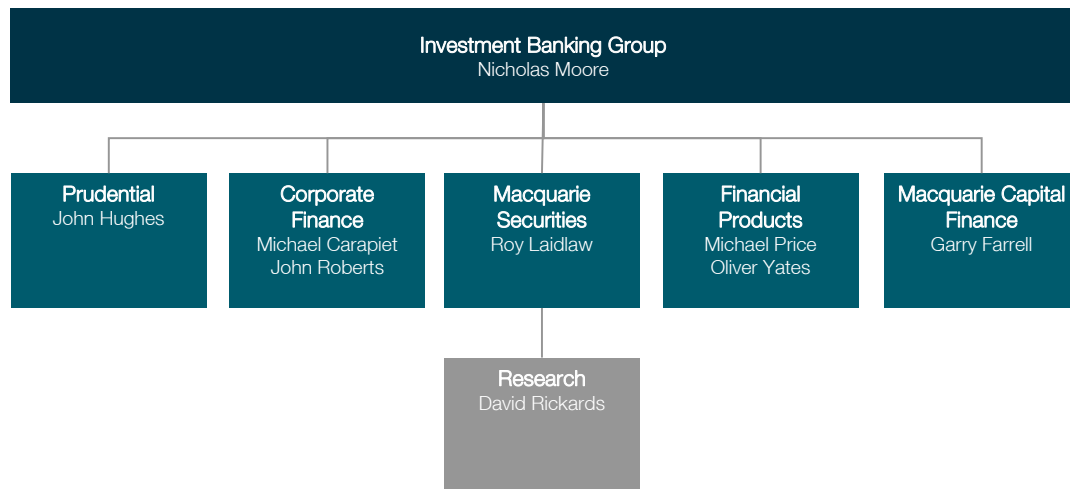 Investment Banking Group
Nicholas Moore
Prudential
John Hughes
Corporate
Finance
Michael Carapiet
John Roberts
Macquarie
Securities
Roy Laidlaw
Financial
Products
Michael Price
Oliver Yates
Macquarie Capital
Finance
Garry Farrell
Research
David Rickards